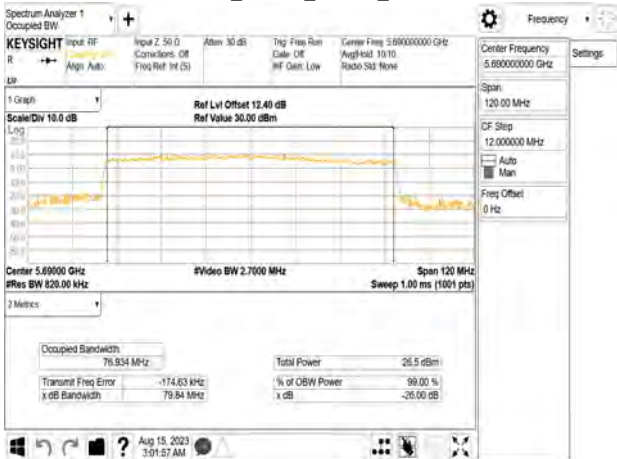 Spectrum Analyzer 1
Occupied BW
Frequency
KEYSIGHT
Input: RF
R
Align: Auto
Input Z: 50 Ω
Corrections: Off
Freq Ref: Int (S)
Atten: 30 dB
Trig: Free Run
Gate: Off
#IF Gain: Low
Center Freq: 5.690000000 GHz
Avg|Hold: 10/10
Radio Std: None
Center Frequency
5.690000000 GHz
Settings
Span
120.00 MHz
CF Step
12.000000 MHz
Auto
Man
Freq Offset
0 Hz
1 Graph
Scale/Div 10.0 dB
Ref Lvl Offset 12.40 dB
Ref Value 30.00 dBm
Log
Center 5.69000 GHz
#Res BW 820.00 kHz
#Video BW 2.7000 MHz
Span 120 MHz
Sweep 1.00 ms (1001 pts)
2 Metrics
Occupied Bandwidth
76.934 MHz
Total Power
26.5 dBm
Transmit Freq Error
-174.63 kHz
% of OBW Power
99.00 %
x dB Bandwidth
79.84 MHz
x dB
-26.00 dB
?
Aug 15, 2023
3:01:57 AM